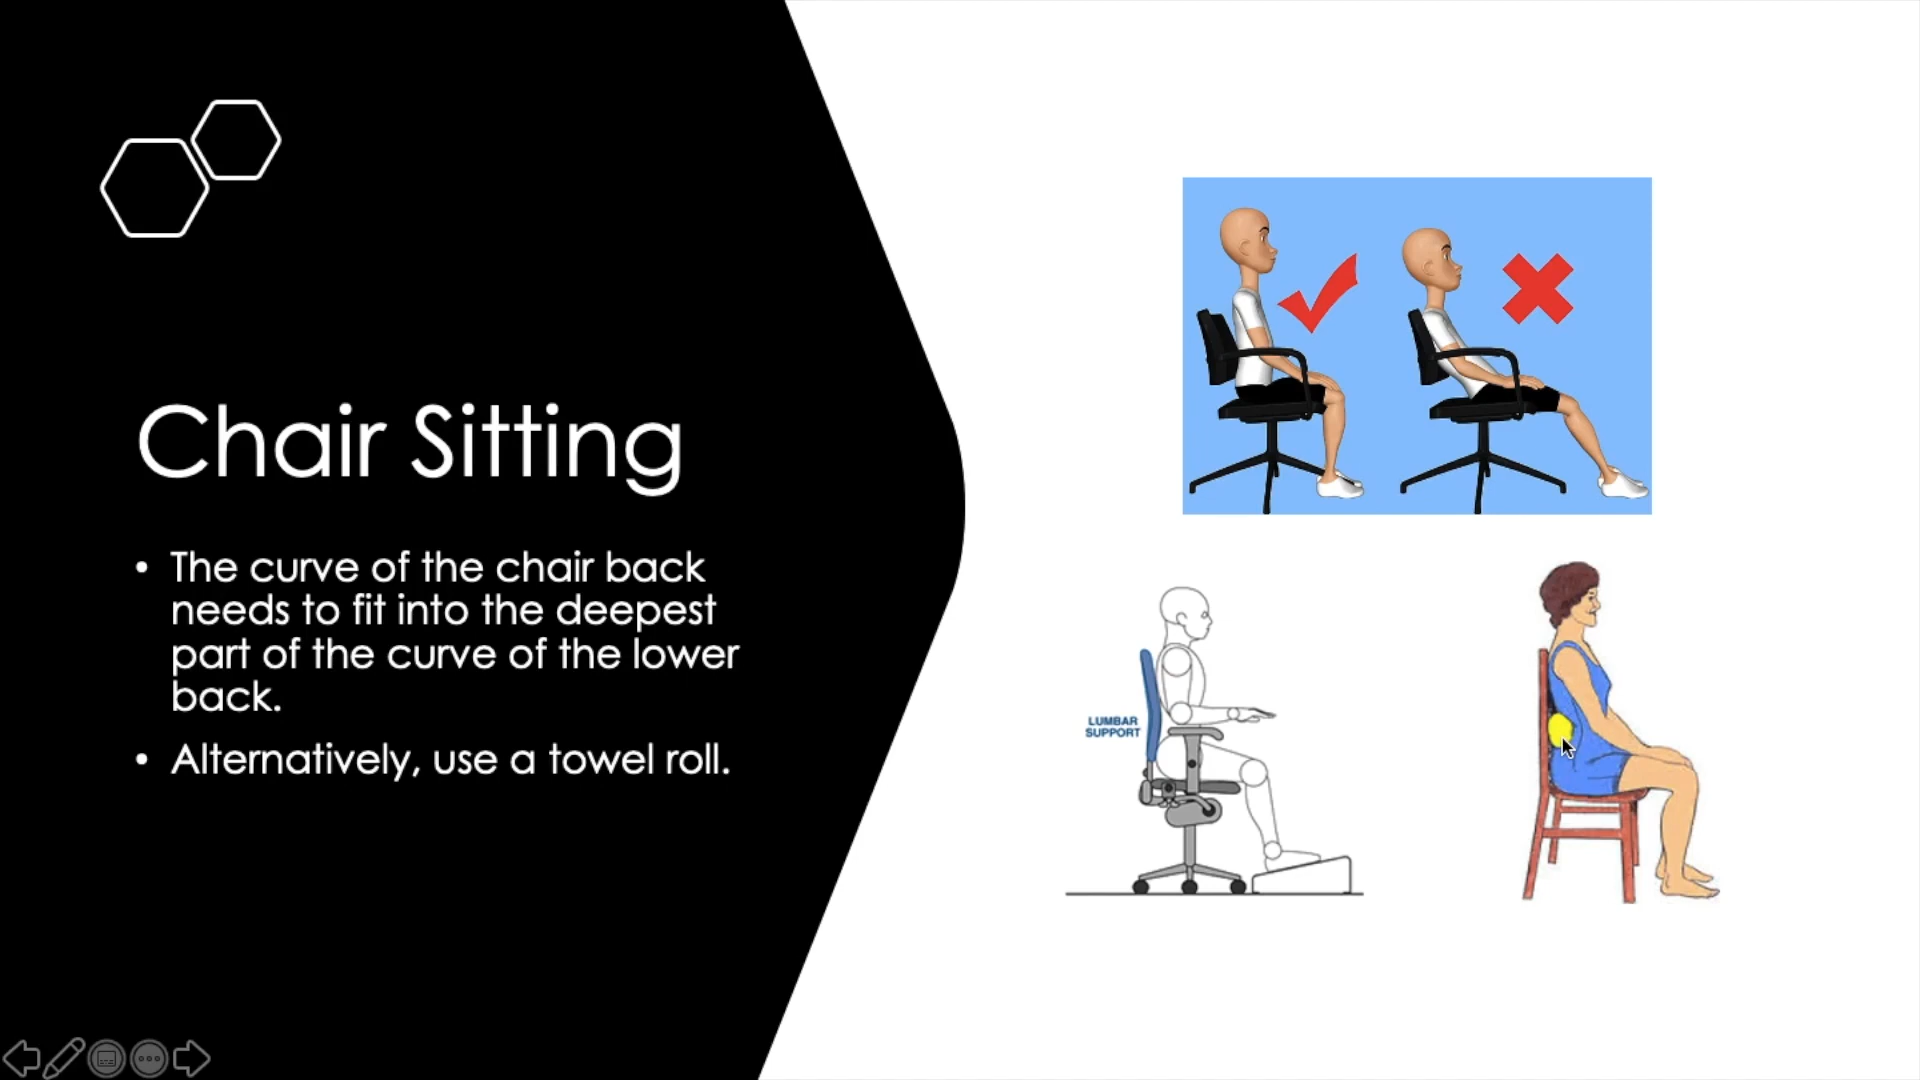 Chair Sitting
• The curve of the chair back
needs to fit into the deepest
part of the curve of the lower
back.
• Alternatively, use a towel roll.
LUMBAR
SUPPORT